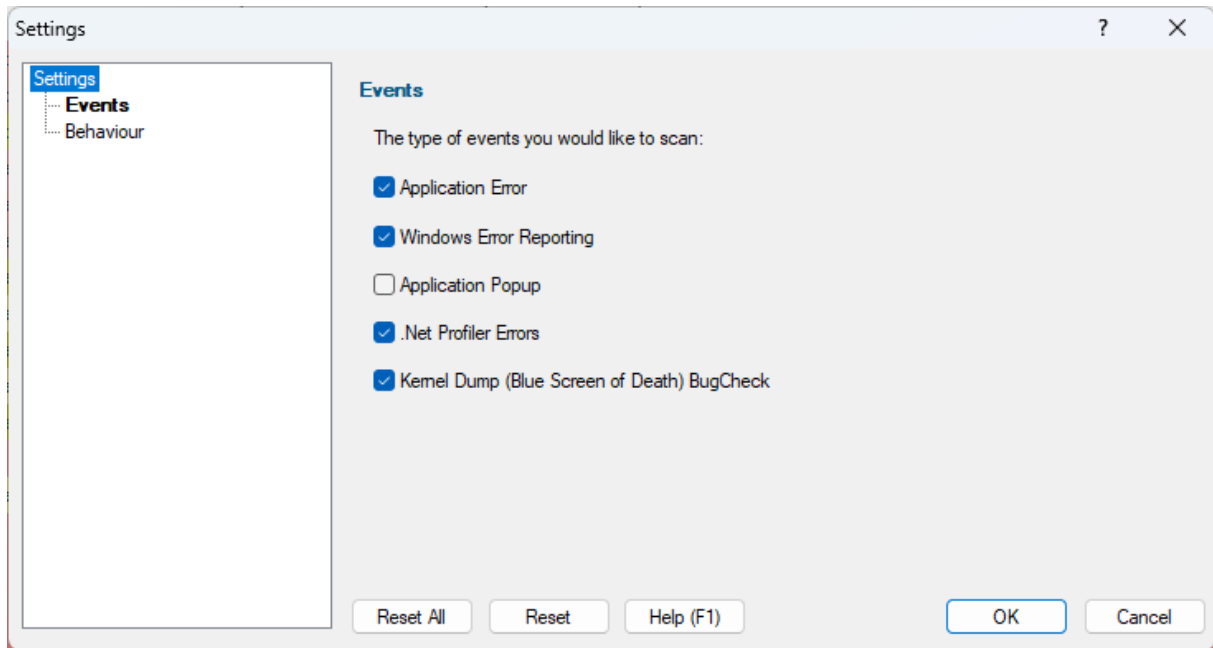 Settings
?
Settings
Events
Behaviour
Events
The type of events you would like to scan:
Application Error
Windows Error Reporting
Application Popup
.Net Profiler Errors
Kernel Dump (Blue Screen of Death) BugCheck
Reset All
Reset
Help (F1)
OK
Cancel